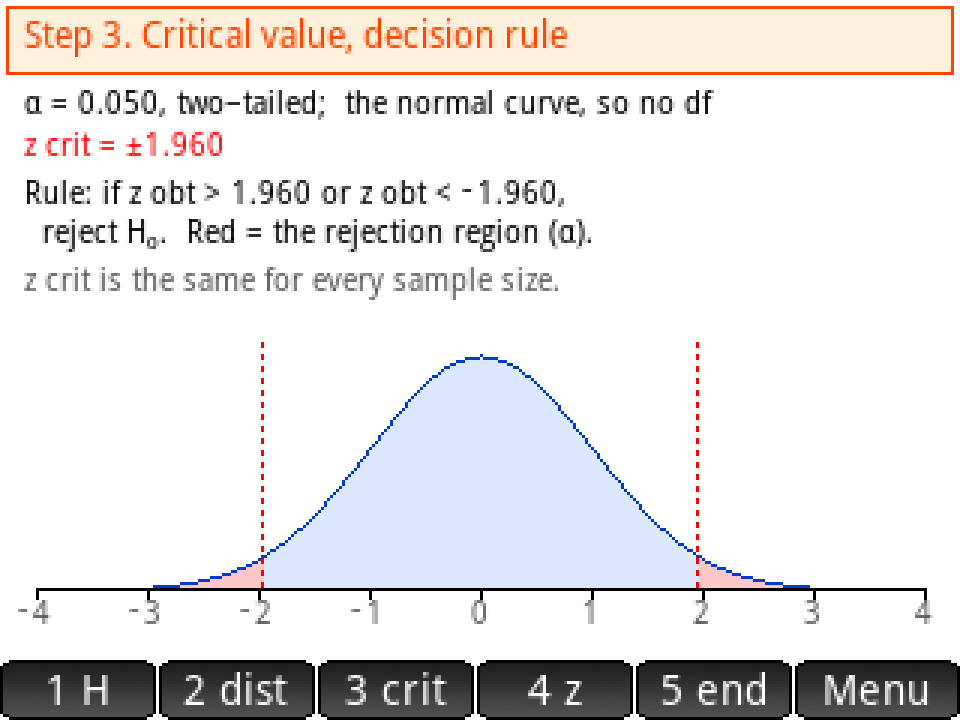 Step 3. Critical value, decision rule
α = 0.050, two-tailed; the normal curve, so no df
z crit = ±1.960
Rule: if z obt > 1.960 or z obt < -1.960,
reject H₀. Red = the rejection region (α).
z crit is the same for every sample size.
-4 -3 -2 -1 0 1 2 3 4
1 H 2 dist 3 crit 4 z 5 end Menu